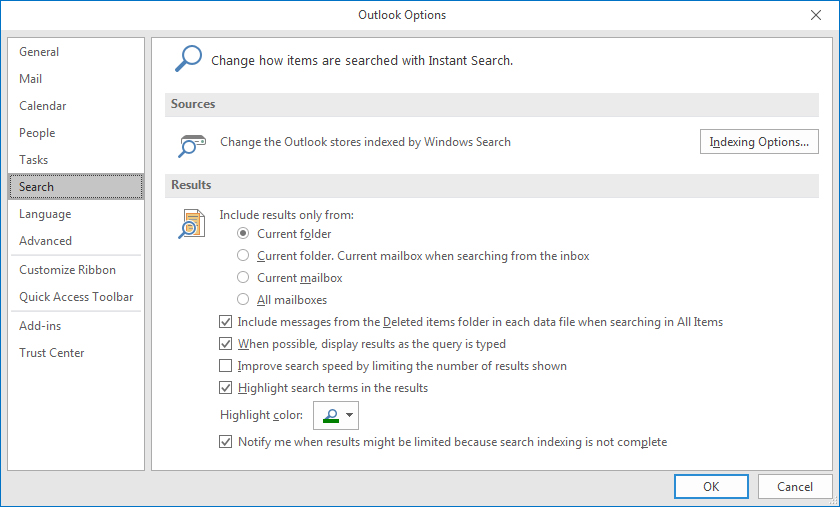 Outlook Options
General
Mail
Calendar
People
Tasks
Search
Language
Advanced
Customize Ribbon
Quick Access Toolbar
Add-ins
Trust Center
Change how items are searched with Instant Search.
Sources
Change the Outlook stores indexed by Windows Search
Indexing Options...
Results
Include results only from:
Current folder
Current folder. Current mailbox when searching from the inbox
Current mailbox
All mailboxes
Include messages from the Deleted items folder in each data file when searching in All Items
When possible, display results as the query is typed
Improve search speed by limiting the number of results shown
Highlight search terms in the results
Highlight color:
Notify me when results might be limited because search indexing is not complete
OK
Cancel